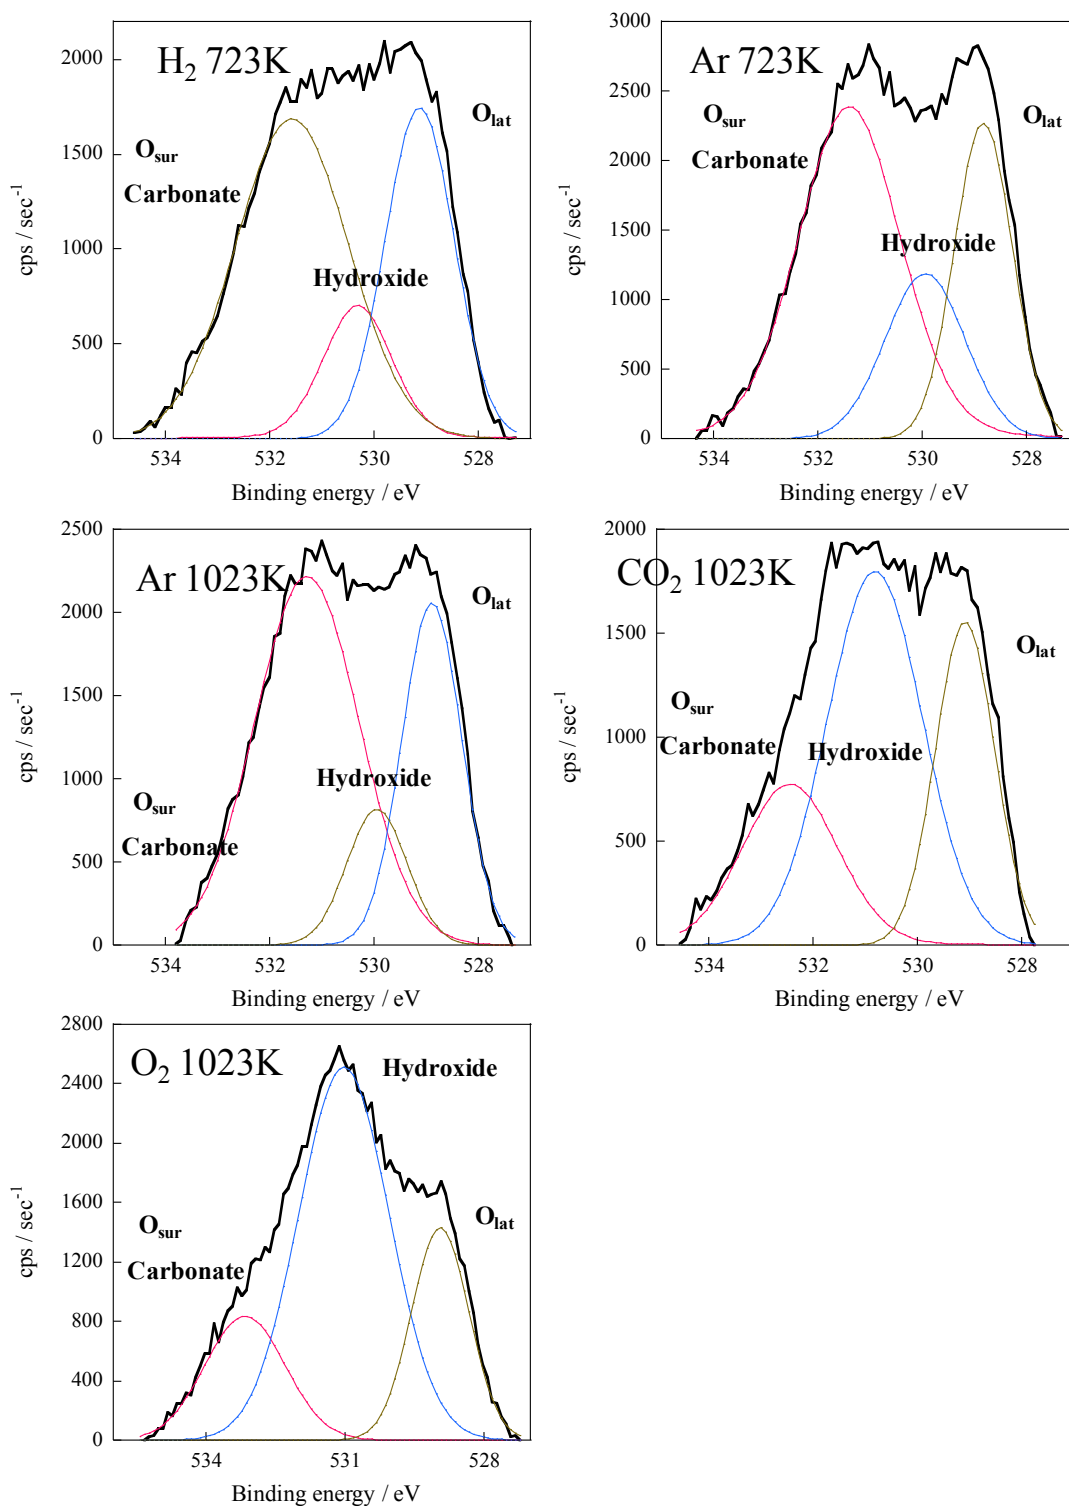 H2 723K
2000
1500
1000
500
0
cps / sec-1
Osur
Carbonate
Hydroxide
Olat
534
532
530
528
Binding energy / eV
Ar 723K
3000
2500
2000
1500
1000
500
0
cps / sec-1
Osur
Carbonate
Hydroxide
Olat
534
532
530
528
Binding energy / eV
Ar 1023K
2500
2000
1500
1000
500
0
cps / sec-1
Olat
Hydroxide
Osur
Carbonate
534
532
530
528
Binding energy / eV
CO2 1023K
2000
1500
1000
500
0
cps / sec-1
Olat
Osur
Carbonate
Hydroxide
534
532
530
528
Binding energy / eV
O2 1023K
2800
2400
2000
1600
1200
800
400
0
cps / sec-1
Hydroxide
Osur
Carbonate
Olat
534
531
528
Binding energy / eV